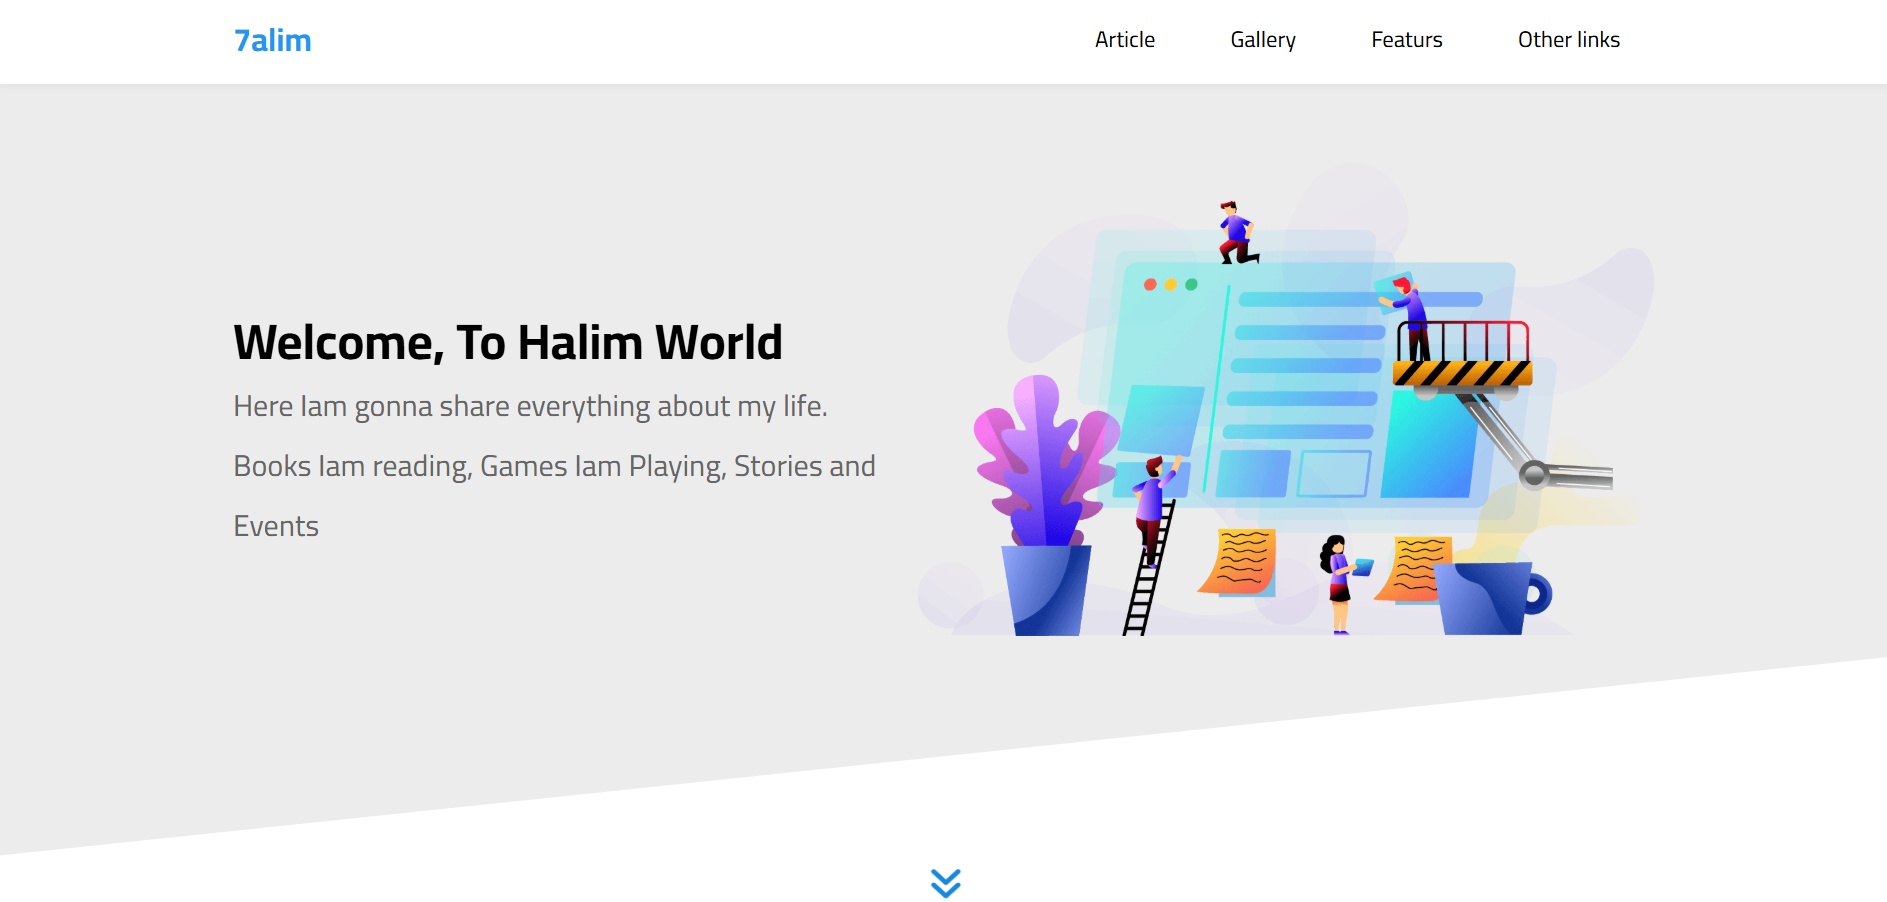 7alim
Article
Gallery
Featurs
Other links
Welcome, To Halim World
Here Iam gonna share everything about my life.
Books Iam reading, Games Iam Playing, Stories and
Events